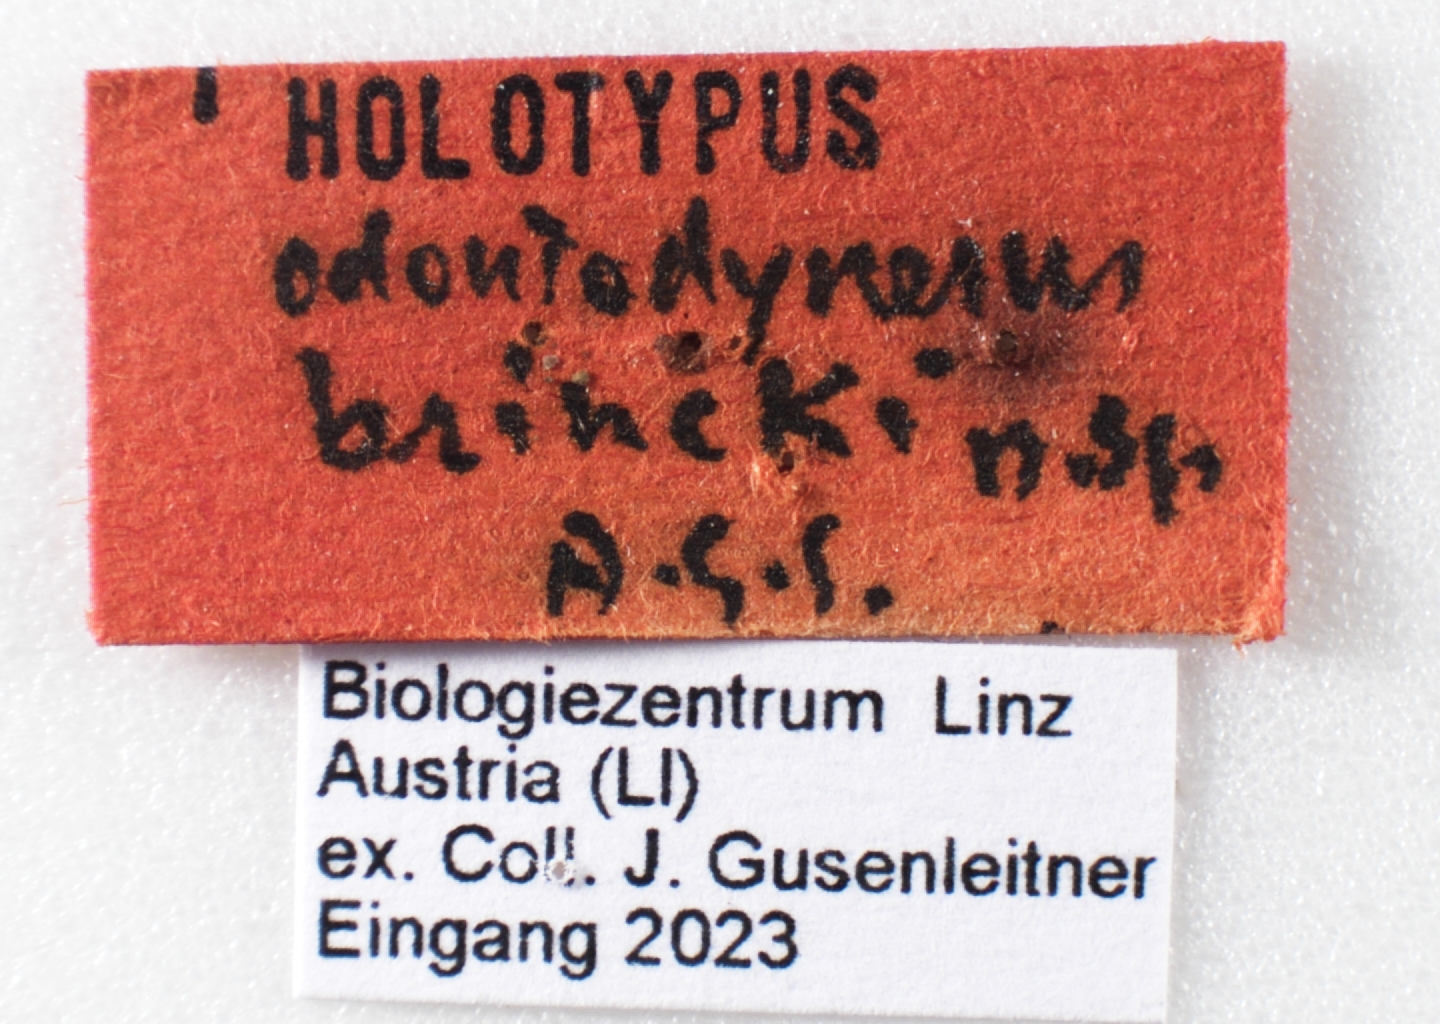 HOLOTYPUS
odontodynerus
brincki n.sp.
A.G.S.
Biologiezentrum Linz
Austria (LI)
ex. Coll. J. Gusenleitner
Eingang 2023